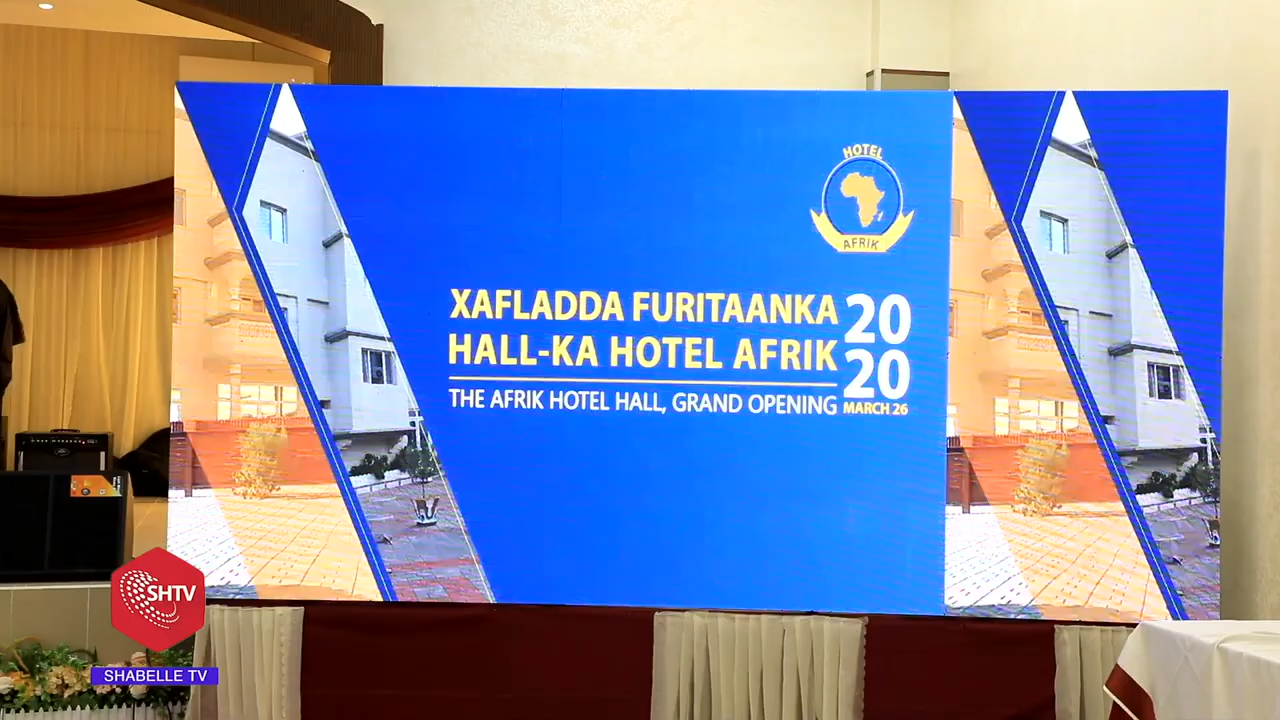 HOTEL
AFRIK
XAFLADDA FURITAANKA
HALL-KA HOTEL AFRIK
THE AFRIK HOTEL HALL, GRAND OPENING
20
20
MARCH 26
SHTV
SHABELLE TV